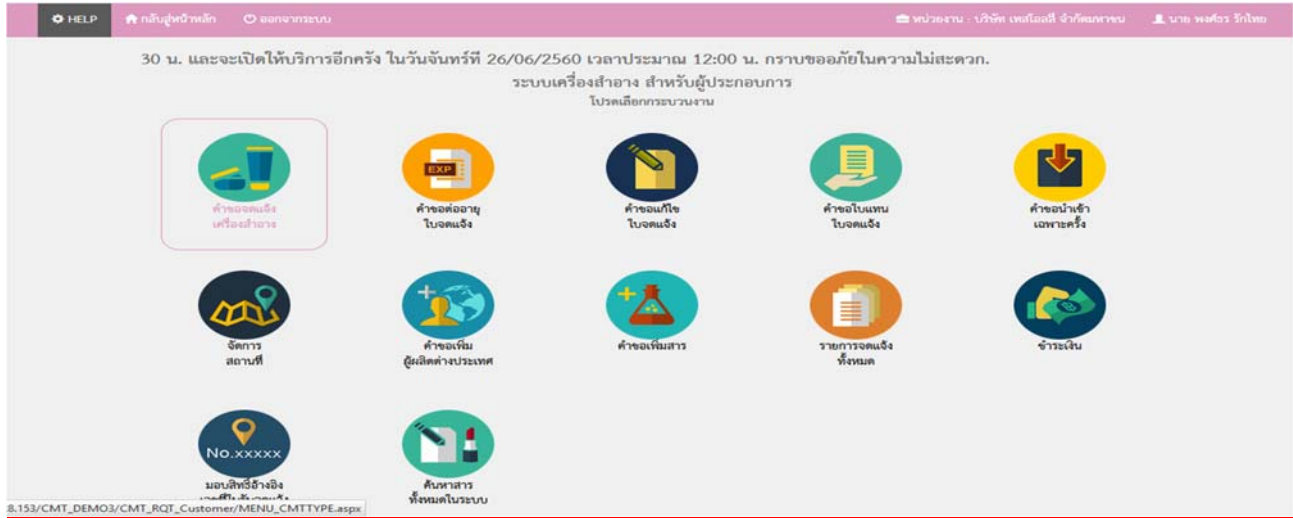 HELP กลับสู่หน้าหลัก ออกจากระบบ หน่วยงาน : บริษัท เทสโอสถ จำกัดมหาชน นาย พงศ์อร รักไทย
30 น. และจะเปิดให้บริการอีกครั้ง ในวันจันทร์ที่ 26/06/2560 เวลาประมาณ 12:00 น. กราบขออภัยในความไม่สะดวก.
ระบบเครื่องสำอาง สำหรับผู้ประกอบการ
โปรดเลือกกระบวนงาน
EXP
คำขอจดแจ้ง
เครื่องสำอาง
คำขอต่ออายุ
ใบจดแจ้ง
คำขอแก้ไข
ใบจดแจ้ง
คำขอใบแทน
ใบจดแจ้ง
คำขอนำเข้า
เฉพาะครั้ง
จัดการ
สถานที่
คำขอเพิ่ม
ผู้ผลิตต่างประเทศ
คำขอเพิ่มสาร
รายการจดแจ้ง
ทั้งหมด
ชำระเงิน
No.xxxxx
มอบสิทธิ์อ้างอิง
ค้นหาสาร
ทั้งหมดในระบบ
8.153/CMT_DEMO3/CMT_RQT_Customer/MENU_CMTTYPE.aspx